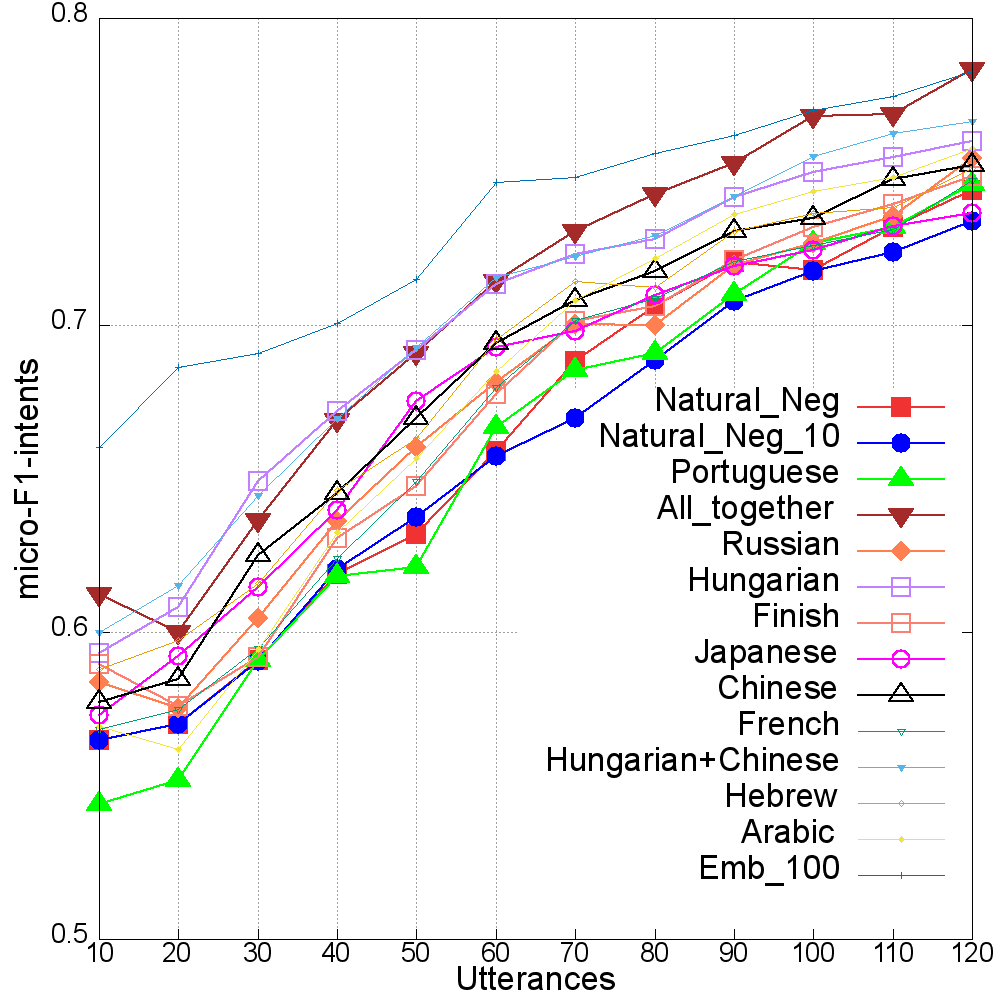 0.8
0.7
0.6
0.5
micro-F1-intents
Natural_Neg
Natural_Neg_10
Portuguese
All_together
Russian
Hungarian
Finish
Japanese
Chinese
French
Hungarian+Chinese
Hebrew
Arabic
Emb_100
10 20 30 40 50 60 70 80 90 100 110 120
Utterances